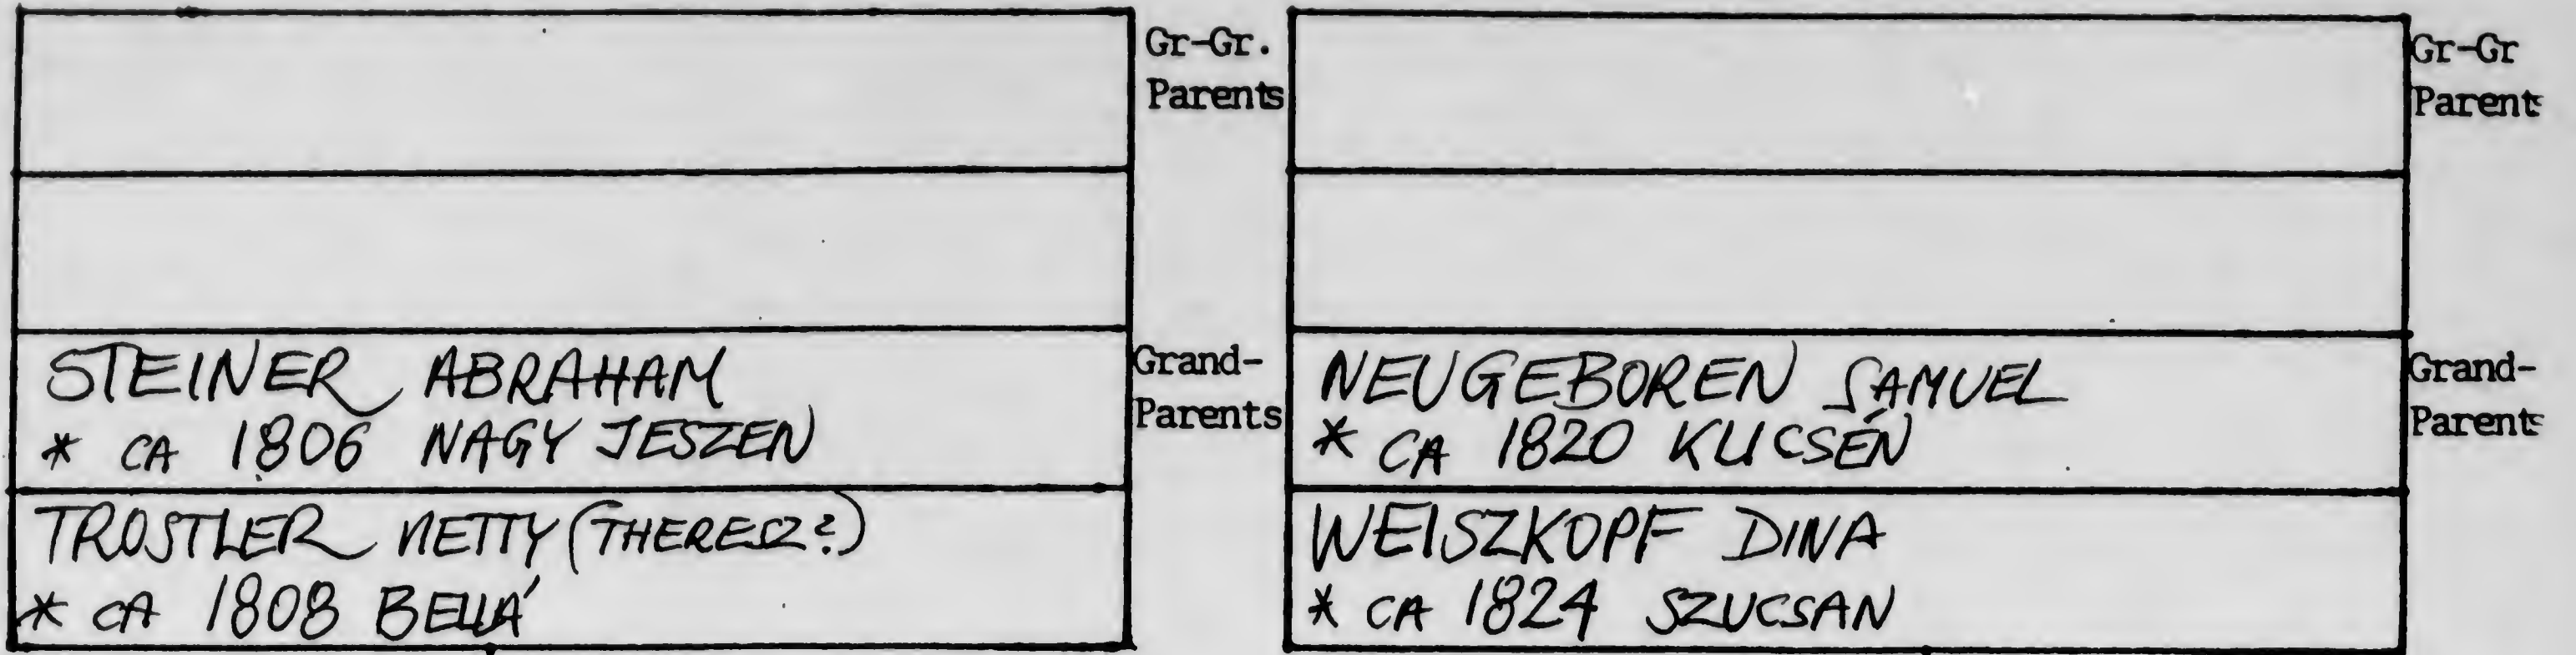 Gr-Gr.
Parents
STEINER ABRAHAM
* CA 1806 NAGY JESZEN
Grand-
Parents
TROSTLER NETTY (THERESZ?)
* CA 1808 BELLÁ
Gr-Gr
Parents
NEUGEBOREN SAMUEL
* CA 1820 KUCSÉN
Grand-
Parents
WEISZKOPF DINA
* CA 1824 SZUCSAN